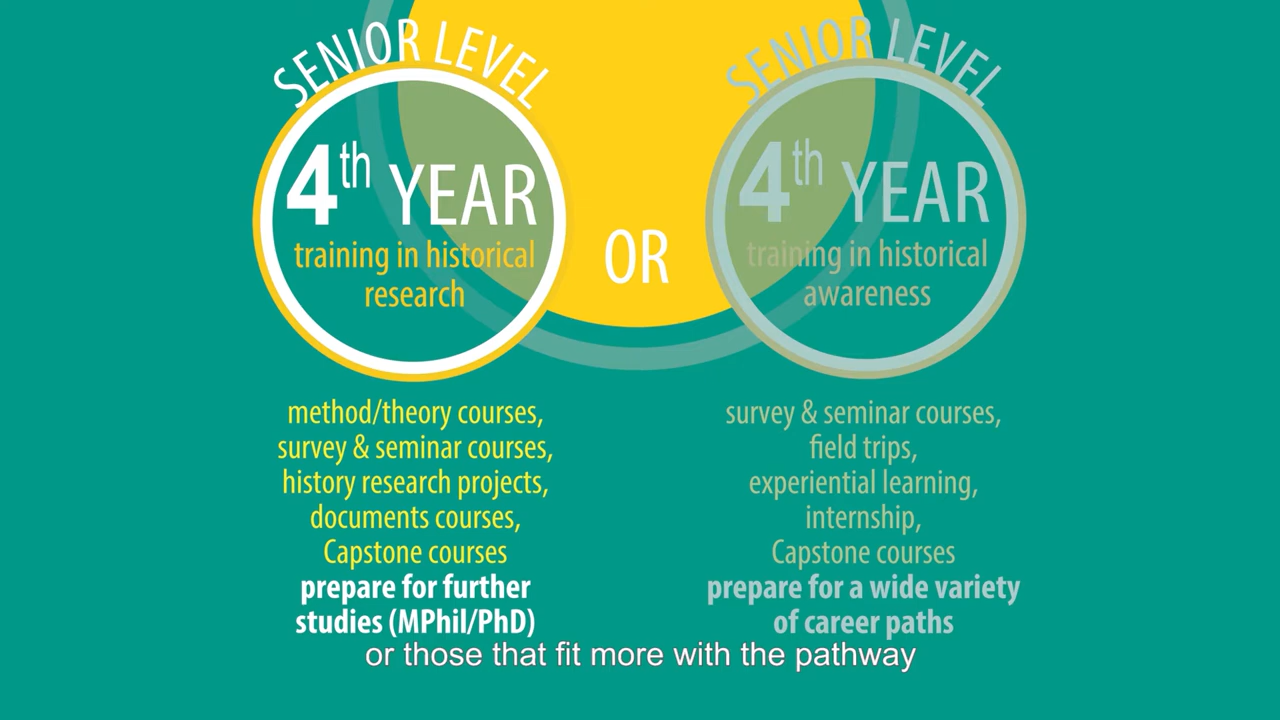 SENIOR LEVEL
4th YEAR
training in historical
research
method/theory courses,
survey & seminar courses,
history research projects,
documents courses,
Capstone courses
prepare for further
studies (MPhil/PhD)
OR
SENIOR LEVEL
4th YEAR
training in historical
awareness
survey & seminar courses,
field trips,
experiential learning,
internship,
Capstone courses
prepare for a wide variety
of career paths
or those that fit more with the pathway